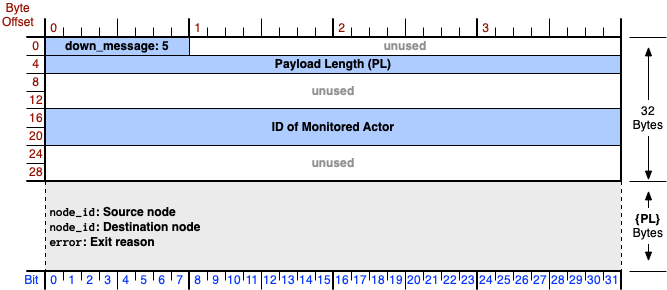 Byte
Offset
0 1 2 3
0 down_message: 5 unused
4 Payload Length (PL)
8
unused
12
16
ID of Monitored Actor
20
24
unused
28
32
Bytes
node_id: Source node
node_id: Destination node
error: Exit reason
{PL}
Bytes
Bit 0 1 2 3 4 5 6 7 8 9 10 11 12 13 14 15 16 17 18 19 20 21 22 23 24 25 26 27 28 29 30 31